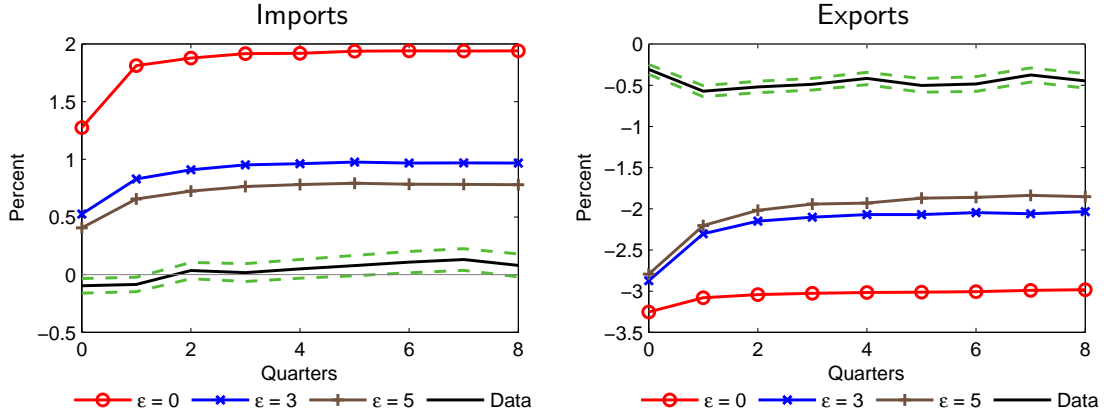 Imports
2
1.5
1
0.5
0
−0.5
Percent
0 2 4 6 8
Quarters
ε = 0 ε = 3 ε = 5 Data
Exports
0
−0.5
−1
−1.5
−2
−2.5
−3
−3.5
Percent
0 2 4 6 8
Quarters
ε = 0 ε = 3 ε = 5 Data